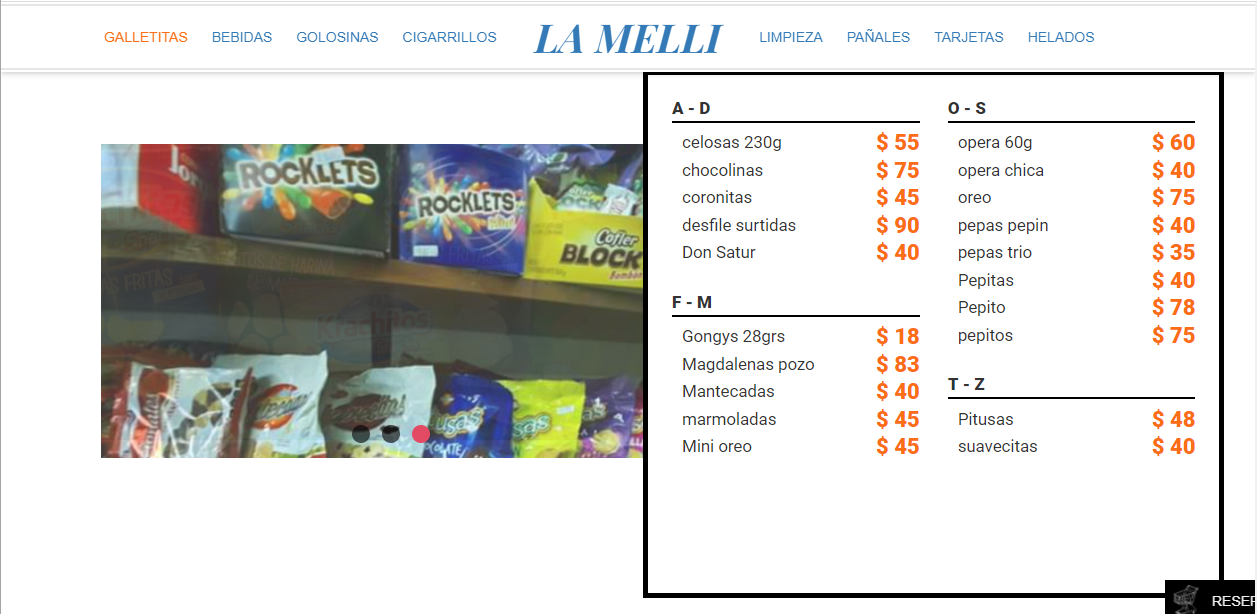 GALLETITAS BEBIDAS GOLOSINAS CIGARRILLOS LA MELLI LIMPIEZA PAÑALES TARJETAS HELADOS
ROCKLETS
ROCKLETS
Cofler
BLOCK
A - D
celosas 230g $ 55
chocolinas $ 75
coronitas $ 45
desfile surtidas $ 90
Don Satur $ 40
F - M
Gongys 28grs $ 18
Magdalenas pozo $ 83
Mantecadas $ 40
marmoladas $ 45
Mini oreo $ 45
O - S
opera 60g $ 60
opera chica $ 40
oreo $ 75
pepas pepin $ 40
pepas trio $ 35
Pepitas $ 40
Pepito $ 78
pepitos $ 75
T - Z
Pitusas $ 48
suavecitas $ 40
RESER